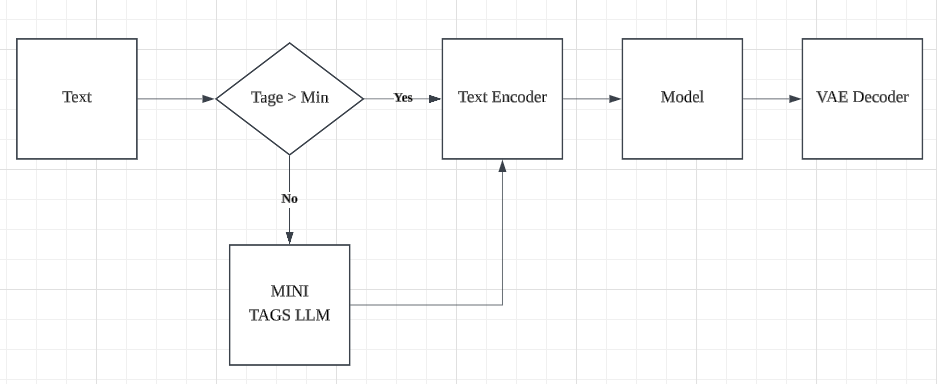 Text
Tage > Min
Yes
Text Encoder
Model
VAE Decoder
No
MINI
TAGS LLM